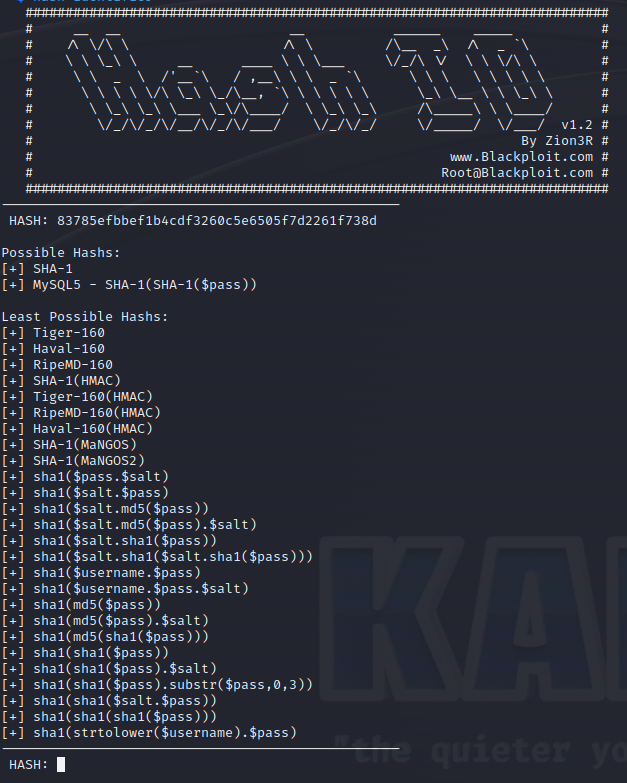 v1.2
By Zion3R
www.Blackploit.com
Root@Blackploit.com
HASH: 83785efbbef1b4cdf3260c5e6505f7d2261f738d
Possible Hashs:
[+] SHA-1
[+] MySQL5 - SHA-1(SHA-1($pass))
Least Possible Hashs:
[+] Tiger-160
[+] Haval-160
[+] RipeMD-160
[+] SHA-1(HMAC)
[+] Tiger-160(HMAC)
[+] RipeMD-160(HMAC)
[+] Haval-160(HMAC)
[+] SHA-1(MaNGOS)
[+] SHA-1(MaNGOS2)
[+] sha1($pass.$salt)
[+] sha1($salt.$pass)
[+] sha1($salt.md5($pass))
[+] sha1($salt.md5($pass).$salt)
[+] sha1($salt.sha1($pass))
[+] sha1($salt.sha1($salt.sha1($pass)))
[+] sha1($username.$pass)
[+] sha1($username.$pass.$salt)
[+] sha1(md5($pass))
[+] sha1(md5($pass).$salt)
[+] sha1(md5(sha1($pass)))
[+] sha1(sha1($pass))
[+] sha1(sha1($pass).$salt)
[+] sha1(sha1($pass).substr($pass,0,3))
[+] sha1(sha1($salt.$pass))
[+] sha1(sha1(sha1($pass)))
[+] sha1(strtolower($username).$pass)
HASH:
KA
"the quieter yo